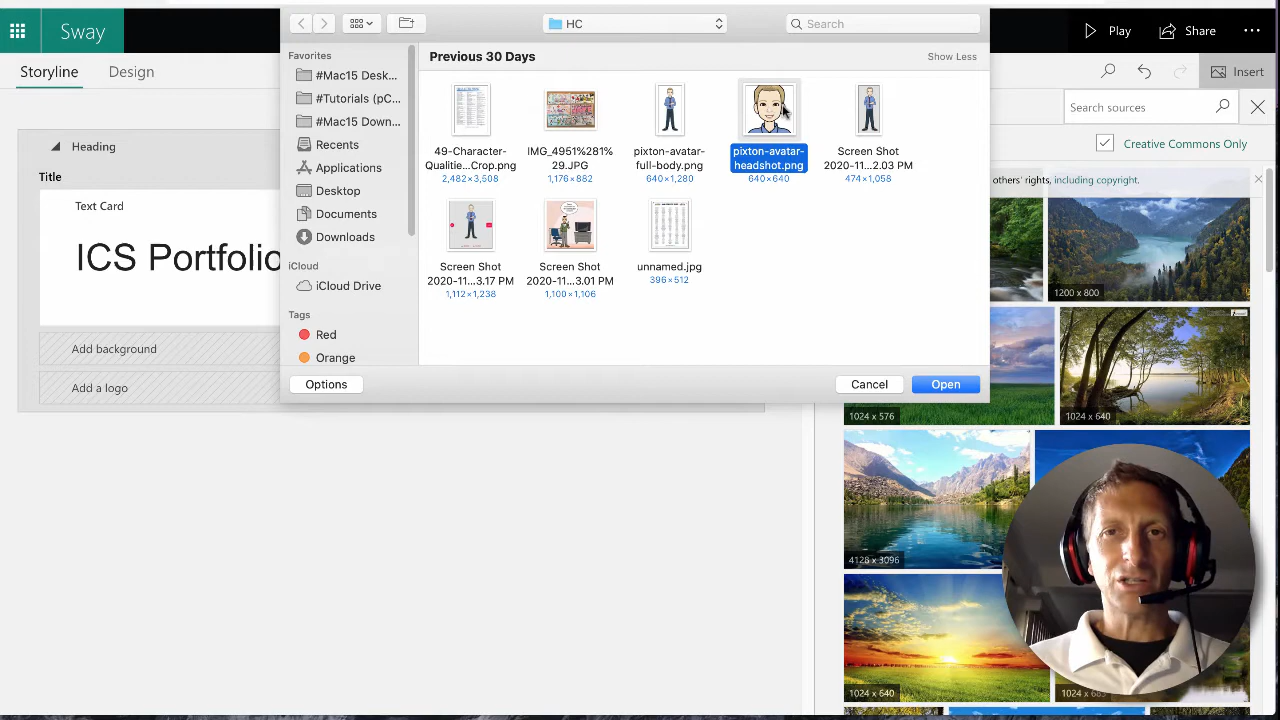 Sway
HC
Search
Play
Share
Storyline
Design
Insert
Favorites
#Mac15 Desk...
#Tutorials (pC...
#Mac15 Down...
Recents
Applications
Desktop
Documents
Downloads
iCloud
iCloud Drive
Tags
Red
Orange
Previous 30 Days
Show Less
49-Character-
Qualitie...Crop.png
2,482×3,508
IMG_4951%281%
29.JPG
1,176×882
pixton-avatar-
full-body.png
640×1,280
pixton-avatar-
headshot.png
640×640
Screen Shot
2020-11...2.03 PM
474×1,058
Screen Shot
2020-11...3.17 PM
1,112×1,238
Screen Shot
2020-11...3.01 PM
1,100×1,106
unnamed.jpg
396×512
Options
Cancel
Open
Heading
Title
Text Card
ICS Portfolio
Add background
Add a logo
Search sources
Creative Commons Only
others' rights, including copyright.
1200 x 800
1024 x 576
1024 x 640
4128 x 3096
1024 x 640